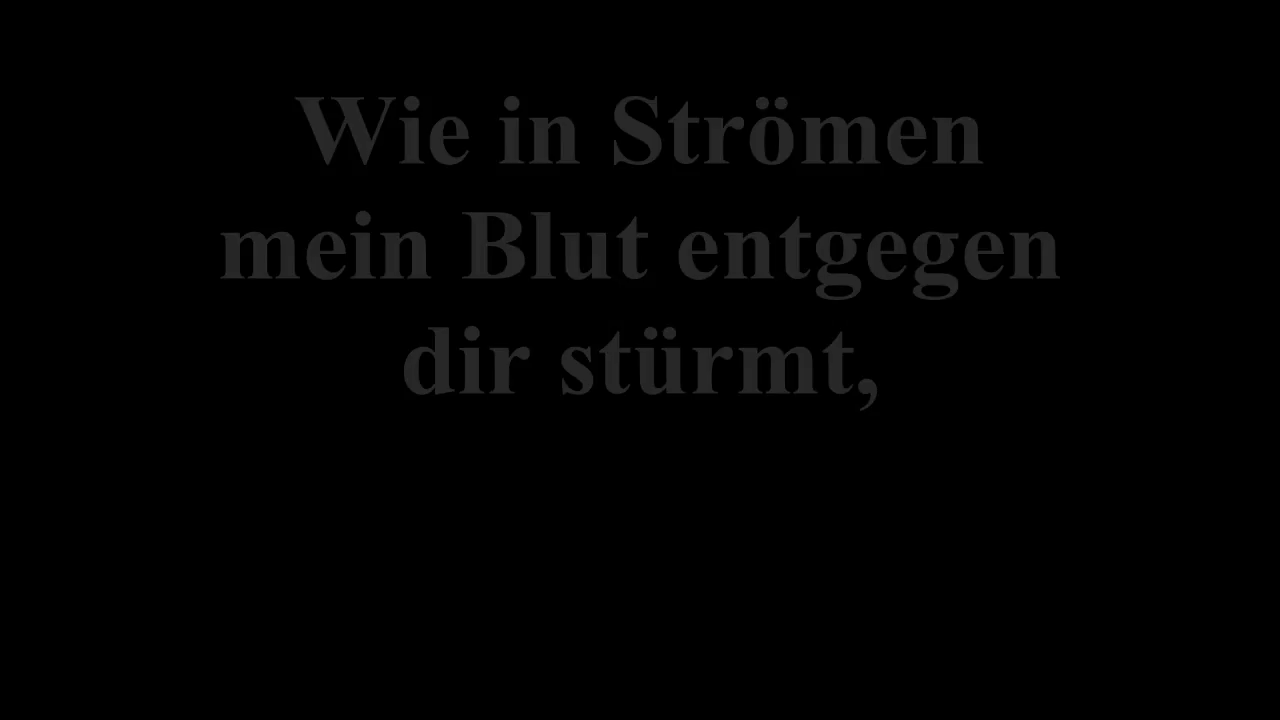 Wie in Strömen
mein Blut entgegen
dir stürmt,